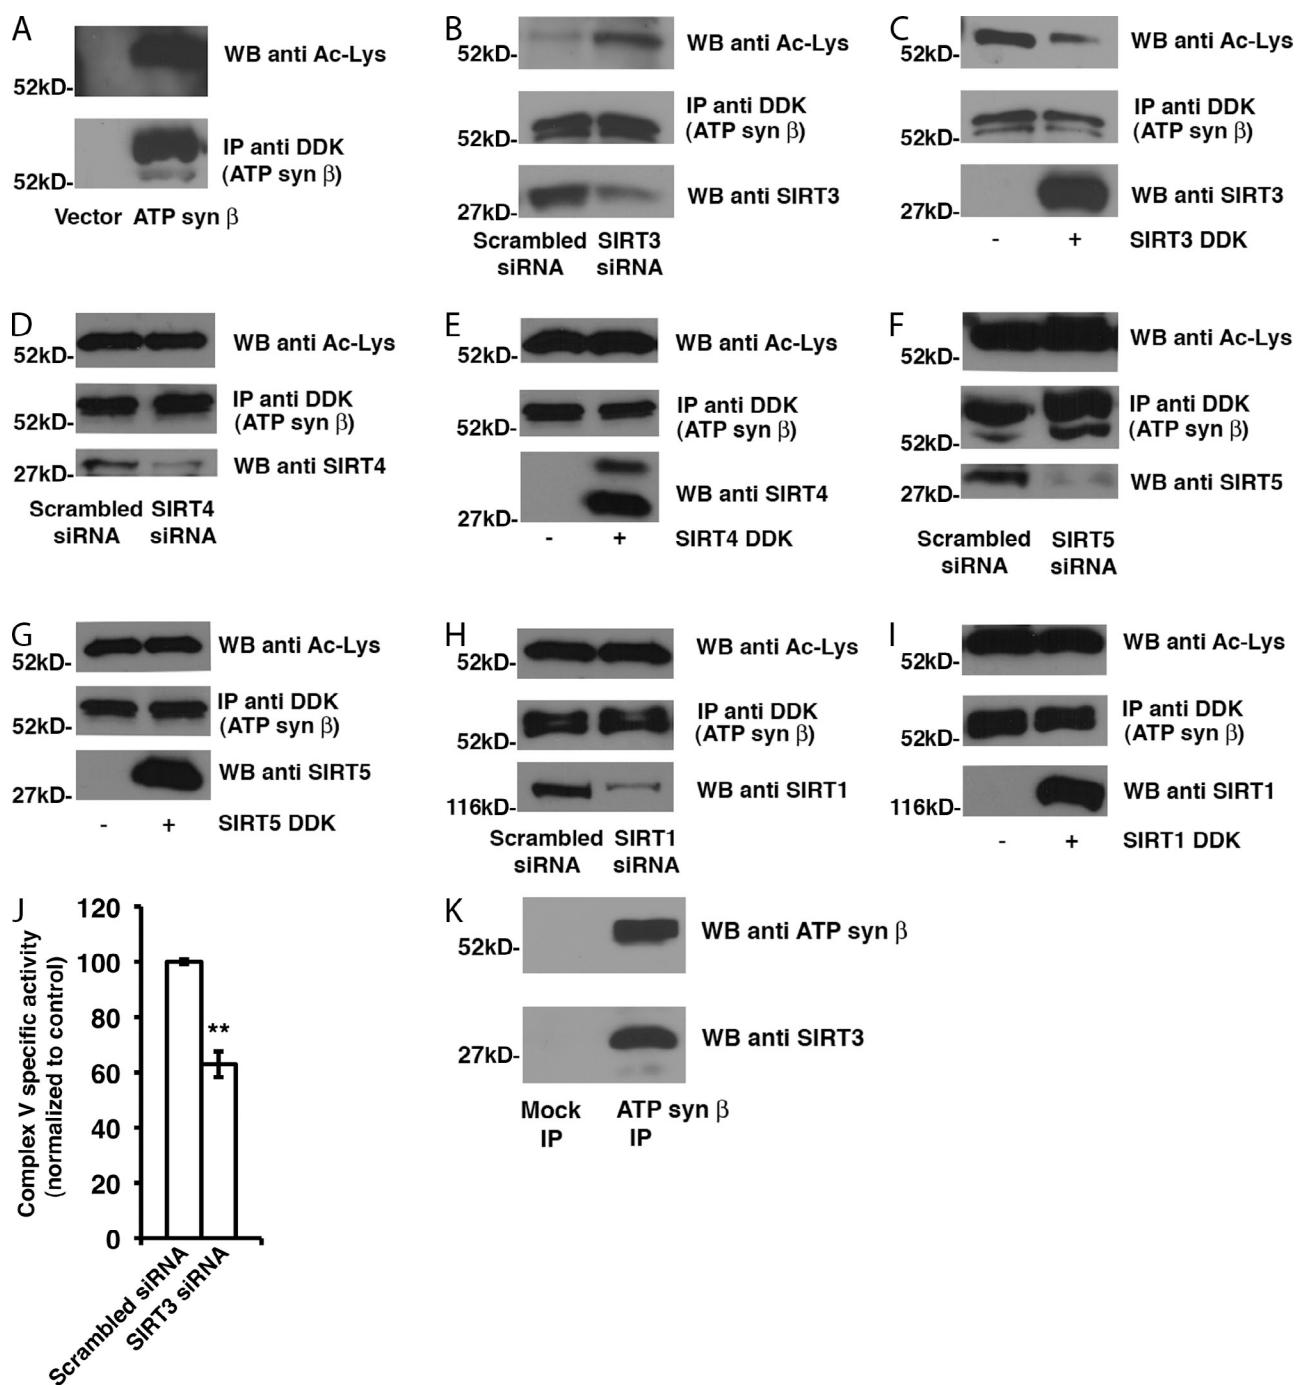 A
WB anti Ac-Lys
52kD-
IP anti DDK
(ATP syn β)
52kD-
Vector ATP syn β
B
52kD-
WB anti Ac-Lys
IP anti DDK
(ATP syn β)
52kD-
WB anti SIRT3
27kD-
Scrambled SIRT3
siRNA siRNA
C
52kD-
WB anti Ac-Lys
IP anti DDK
(ATP syn β)
52kD-
WB anti SIRT3
27kD-
- + SIRT3 DDK
D
WB anti Ac-Lys
52kD-
IP anti DDK
(ATP syn β)
52kD-
WB anti SIRT4
27kD-
Scrambled SIRT4
siRNA siRNA
E
WB anti Ac-Lys
52kD-
IP anti DDK
(ATP syn β)
52kD-
WB anti SIRT4
27kD-
- + SIRT4 DDK
F
WB anti Ac-Lys
52kD-
IP anti DDK
(ATP syn β)
52kD-
WB anti SIRT5
27kD-
Scrambled SIRT5
siRNA siRNA
G
WB anti Ac-Lys
52kD-
IP anti DDK
(ATP syn β)
52kD-
WB anti SIRT5
27kD-
- + SIRT5 DDK
H
WB anti Ac-Lys
52kD-
IP anti DDK
(ATP syn β)
52kD-
WB anti SIRT1
116kD-
Scrambled SIRT1
siRNA siRNA
I
WB anti Ac-Lys
52kD-
IP anti DDK
(ATP syn β)
52kD-
WB anti SIRT1
116kD-
- + SIRT1 DDK
J
Complex V specific activity
(normalized to control)
120
100
80
60
40
20
0
**
Scrambled siRNA
SIRT3 siRNA
K
WB anti ATP syn β
52kD-
WB anti SIRT3
27kD-
Mock ATP syn β
IP IP